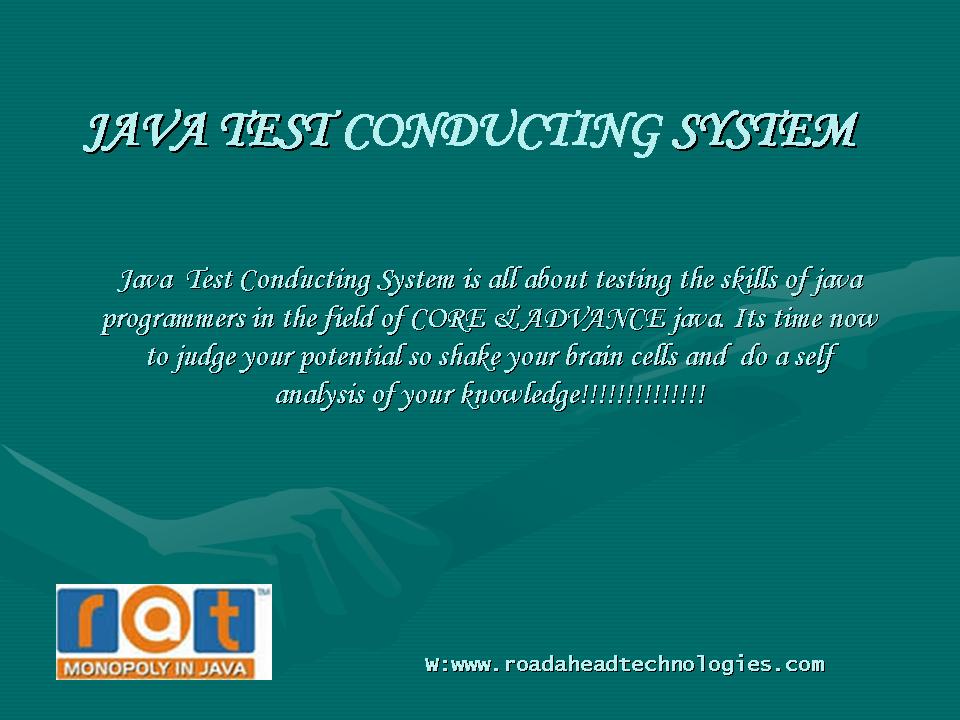 JAVA TEST CONDUCTING SYSTEM
Java Test Conducting System is all about testing the skills of java
programmers in the field of CORE & ADVANCE java. Its time now
to judge your potential so shake your brain cells and do a self
analysis of your knowledge!!!!!!!!!!!!!!
rat™
MONOPOLY IN JAVA
W:www.roadaheadtechnologies.com